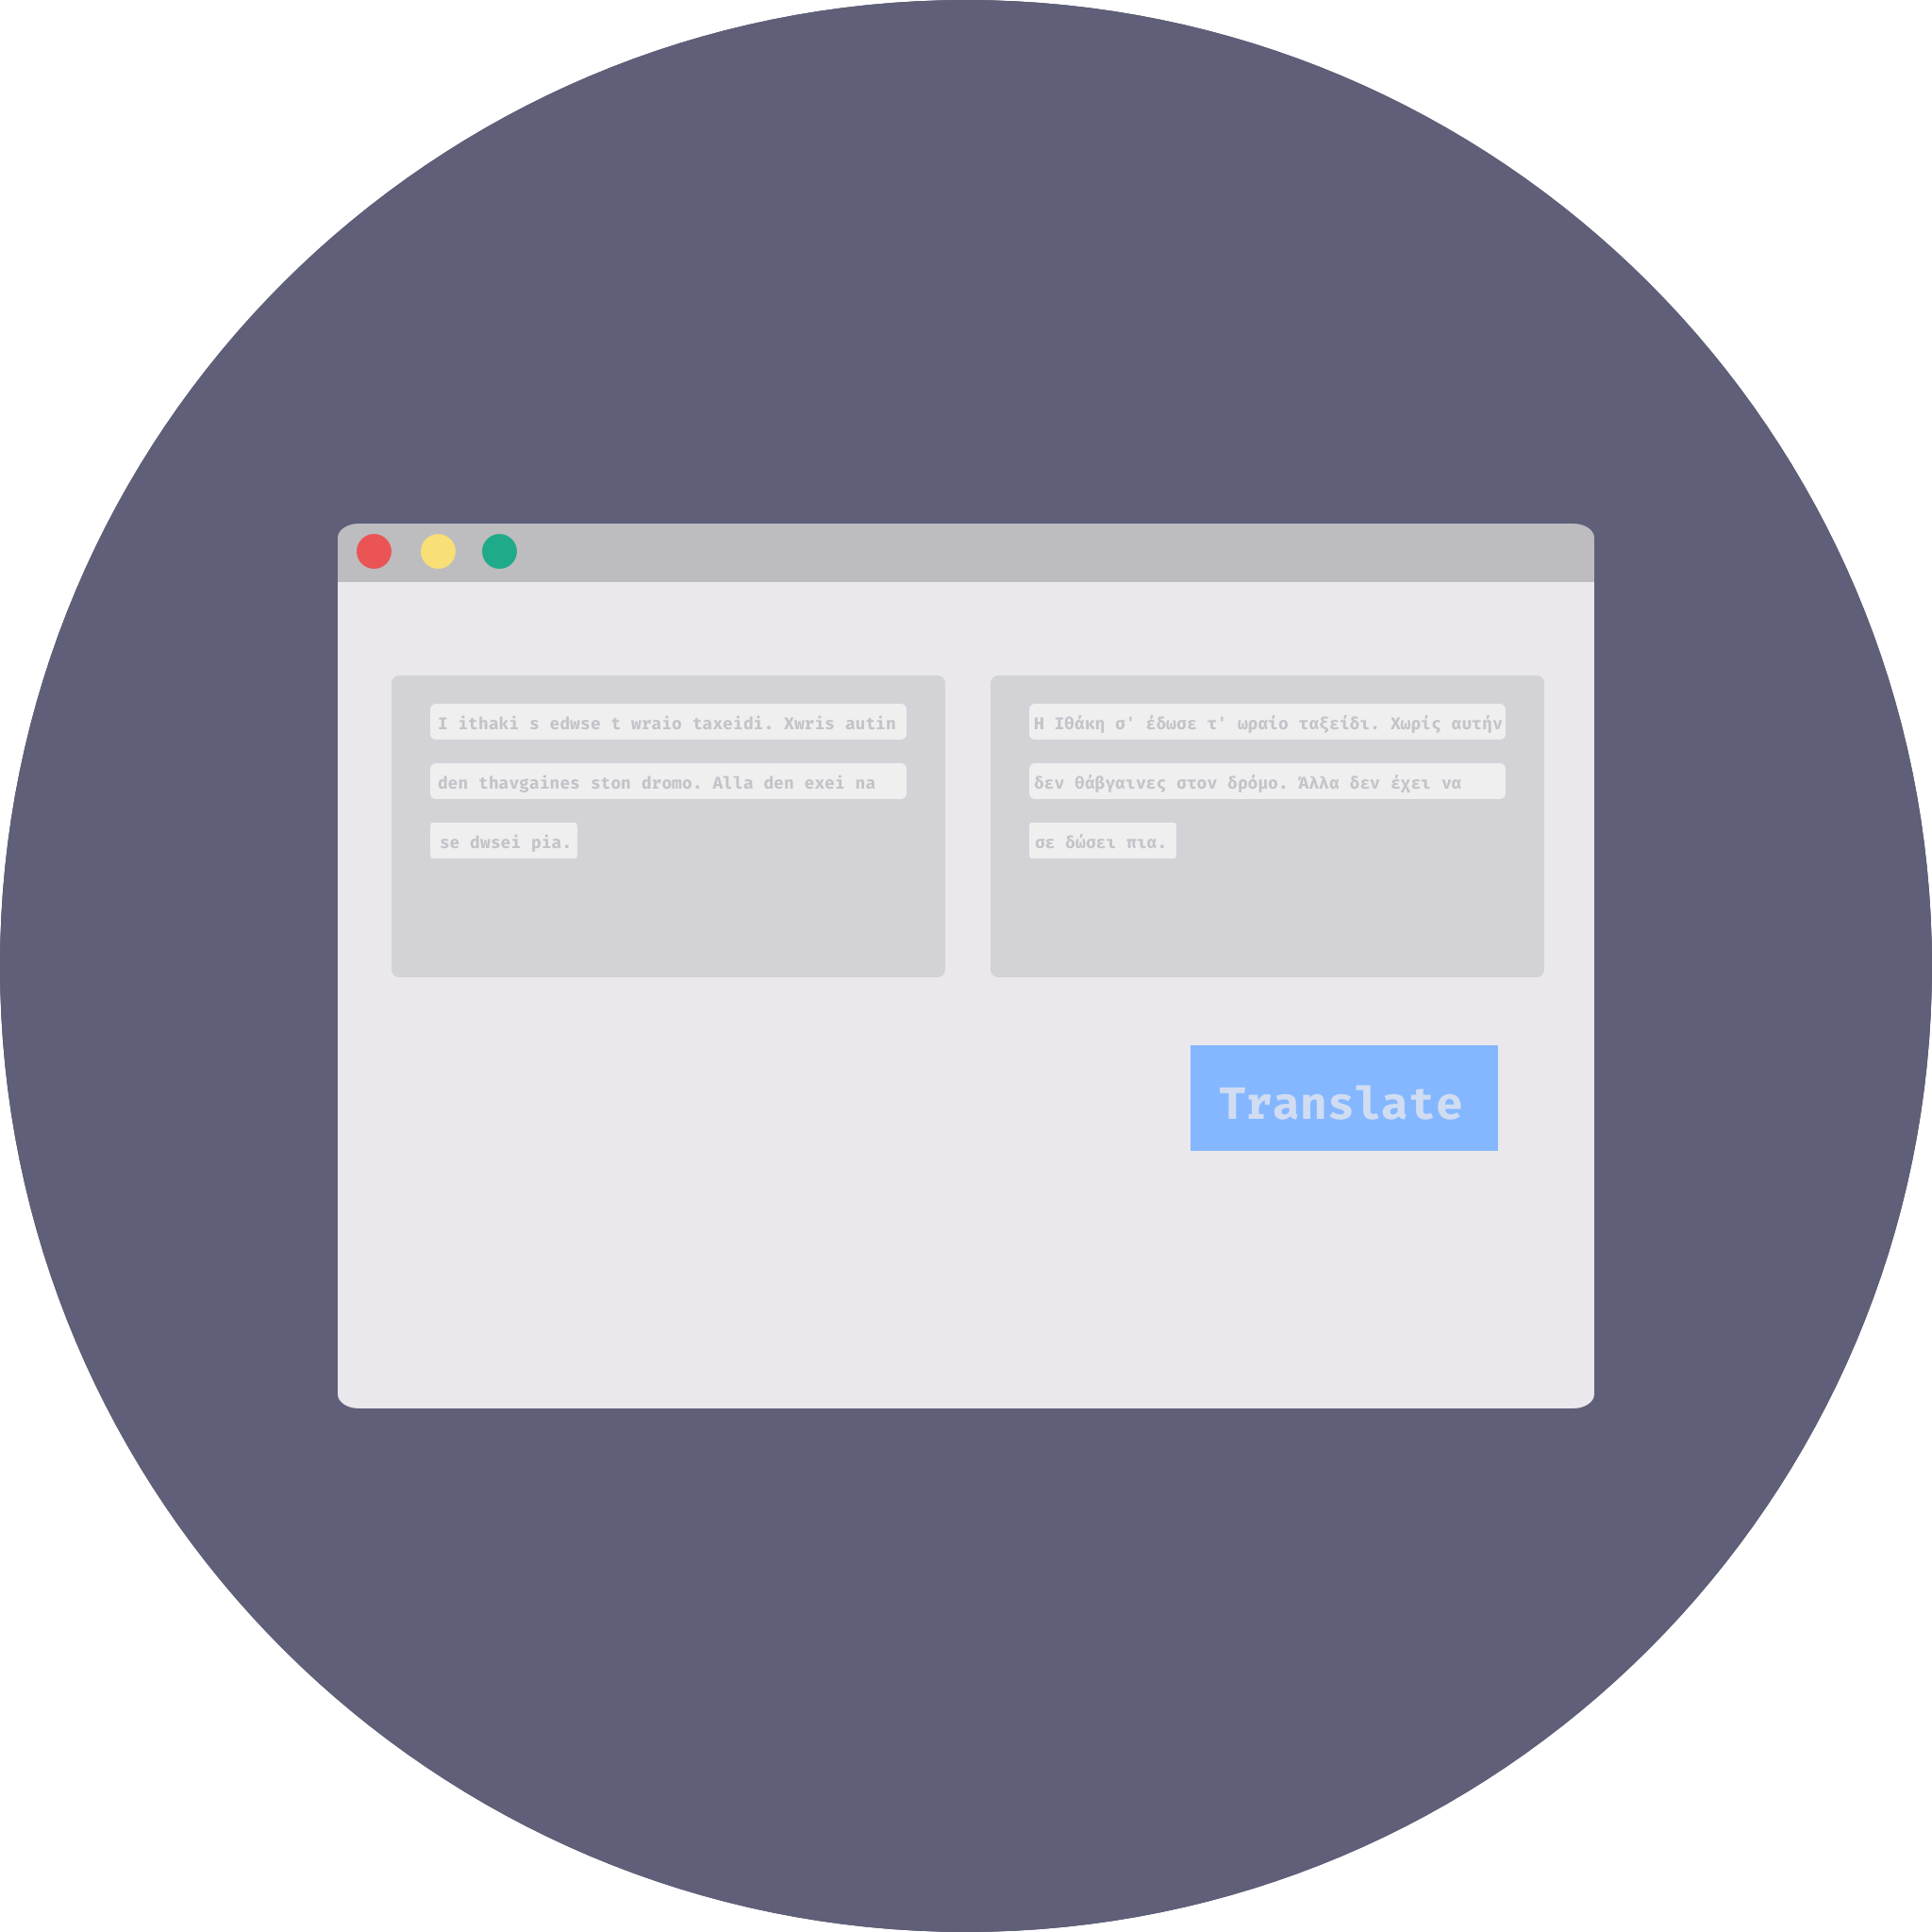 I ithaki s edwse t wraio taxeidi. Xwris autin
den thavgaines ston dromo. Alla den exei na
se dwsei pia.
Η Ιθάκη σ' έδωσε τ' ωραίο ταξείδι. Χωρίς αυτήν
δεν θάβγαινες στον δρόμο. Άλλα δεν έχει να
σε δώσει πια.
Translate